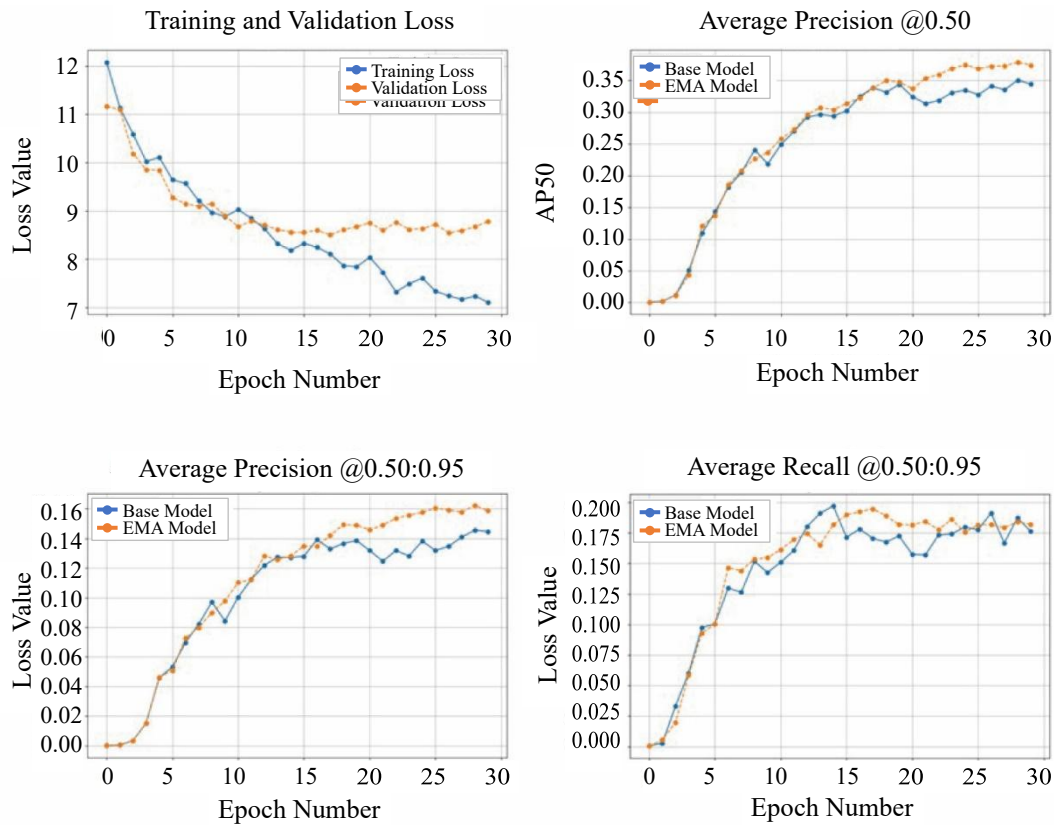 Training and Validation Loss
Loss Value
12
11
10
9
8
7
Training Loss
Validation Loss
Validation Loss
0 5 10 15 20 25 30
Epoch Number
Average Precision @0.50
AP50
0.35
0.30
0.25
0.20
0.15
0.10
0.05
0.00
Base Model
EMA Model
0 5 10 15 20 25 30
Epoch Number
Average Precision @0.50:0.95
Loss Value
0.16
0.14
0.12
0.10
0.08
0.06
0.04
0.02
0.00
Base Model
EMA Model
0 5 10 15 20 25 30
Epoch Number
Average Recall @0.50:0.95
Loss Value
0.200
0.175
0.150
0.125
0.100
0.075
0.050
0.025
0.000
Base Model
EMA Model
0 5 10 15 20 25 30
Epoch Number